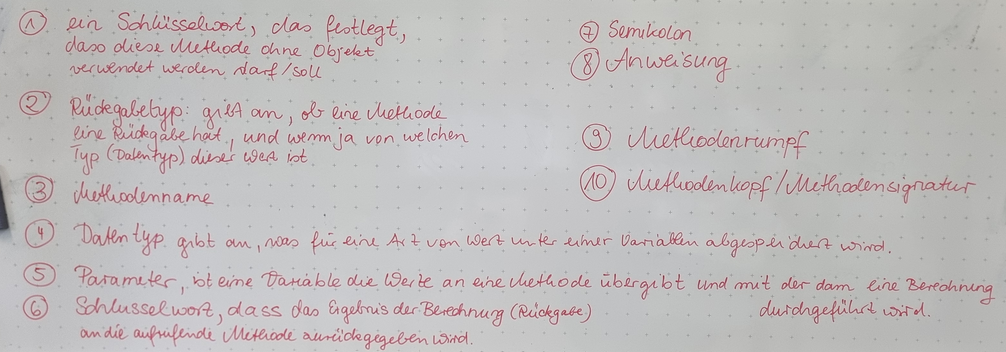 ① ein Schlüsselwort, das festlegt,
dass diese Methode ohne Objekt
verwendet werden darf/soll
② Rückgabetyp: gibt an, ob eine Methode
eine Rückgabe hat, und wenn ja von welchen
Typ (Datentyp) dieser Wert ist.
③ Methodenname
④ Datentyp gibt an, was für eine Art von Wert unter einer Variablen abgespeichert wird.
⑤ Parameter, ist eine Variable die Werte an eine Methode übergibt und mit der dann eine Berechnung
durchgeführt wird.
⑥ Schlüsselwort, dass das Ergebnis der Berechnung (Rückgabe)
an die aufrufende Methode zurückgegeben wird.
⑦ Semikolon
⑧ Anweisung
⑨ Methodenrumpf
⑩ Methodenkopf/Methodensignatur